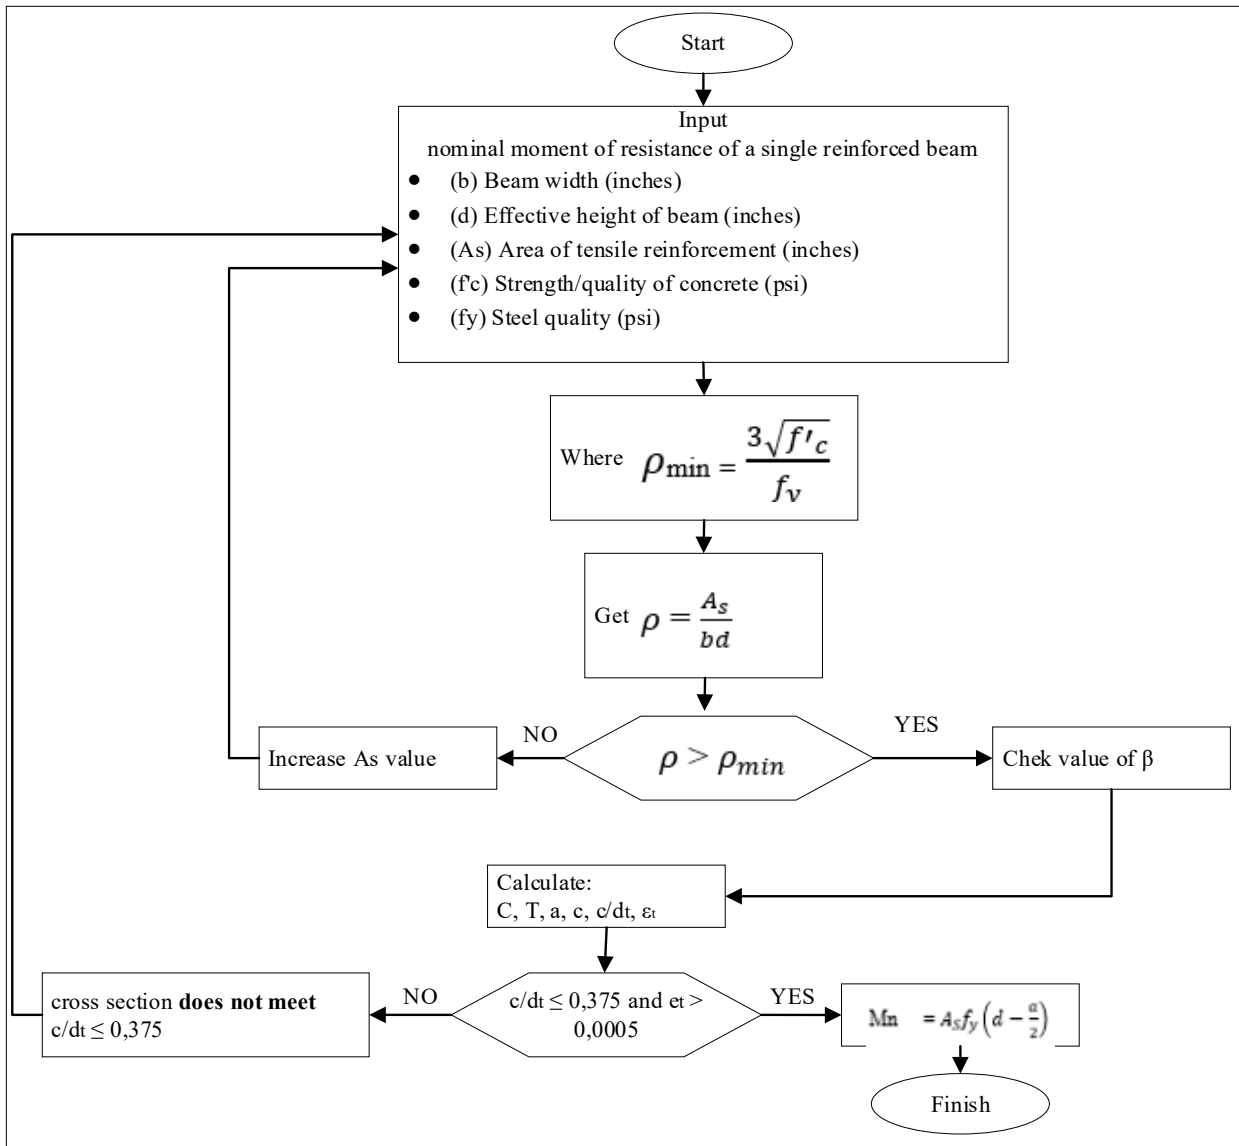 Start
Input
nominal moment of resistance of a single reinforced beam
• (b) Beam width (inches)
• (d) Effective height of beam (inches)
• (As) Area of tensile reinforcement (inches)
• (f'c) Strength/quality of concrete (psi)
• (fy) Steel quality (psi)
Where ρmin = 3√f′c / fv
Get ρ = As / bd
NO
YES
Increase As value
ρ > ρmin
Chek value of β
Calculate:
C, T, a, c, c/dt, εt
cross section does not meet
c/dt ≤ 0,375
NO
c/dt ≤ 0,375 and et >
0,0005
YES
Mn = Asfy(d − a/2)
Finish